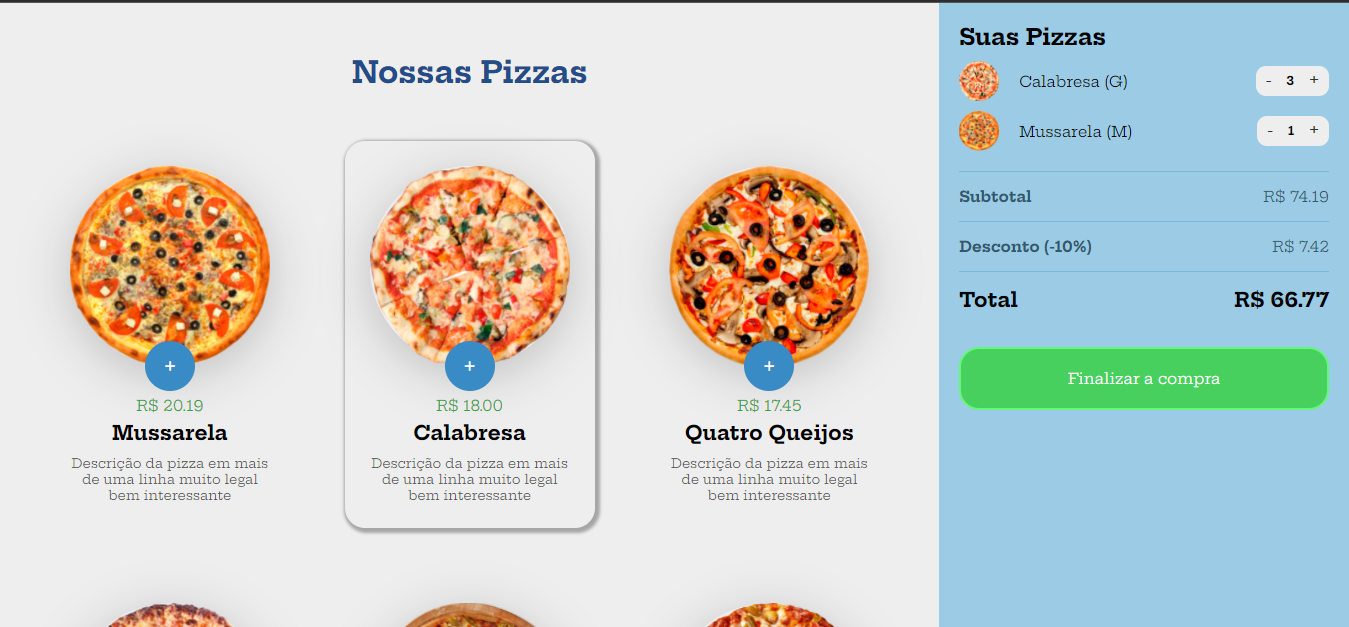 Nossas Pizzas
+
R$ 20.19
Mussarela
Descrição da pizza em mais
de uma linha muito legal
bem interessante
+
R$ 18.00
Calabresa
Descrição da pizza em mais
de uma linha muito legal
bem interessante
+
R$ 17.45
Quatro Queijos
Descrição da pizza em mais
de uma linha muito legal
bem interessante
Suas Pizzas
Calabresa (G) - 3 +
Mussarela (M) - 1 +
Subtotal R$ 74.19
Desconto (-10%) R$ 7.42
Total R$ 66.77
Finalizar a compra